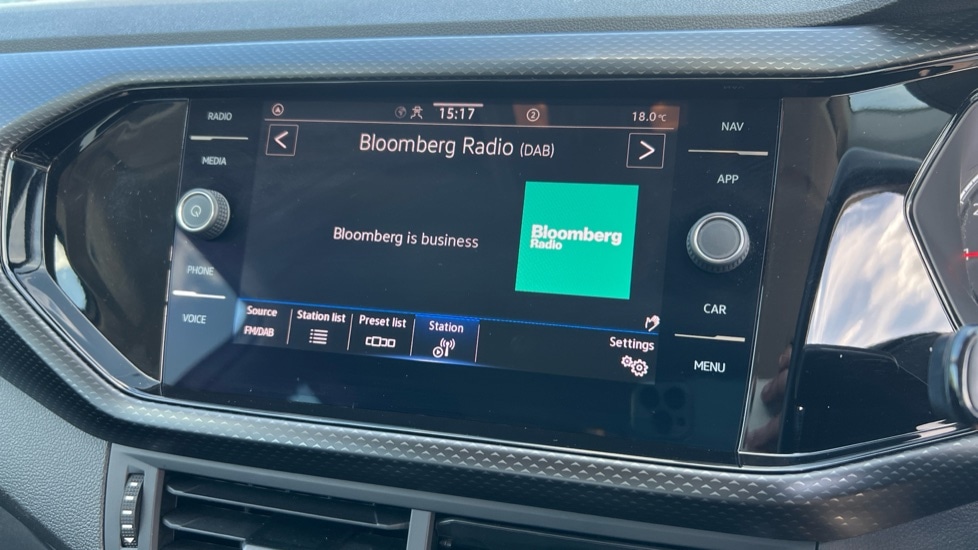 RADIO
MEDIA
PHONE
VOICE
15:17
2
18.0°C
< Bloomberg Radio (DAB) >
Bloomberg is business
Bloomberg
Radio
Source
FM/DAB
Station list
Preset list
Station
Settings
NAV
APP
CAR
MENU